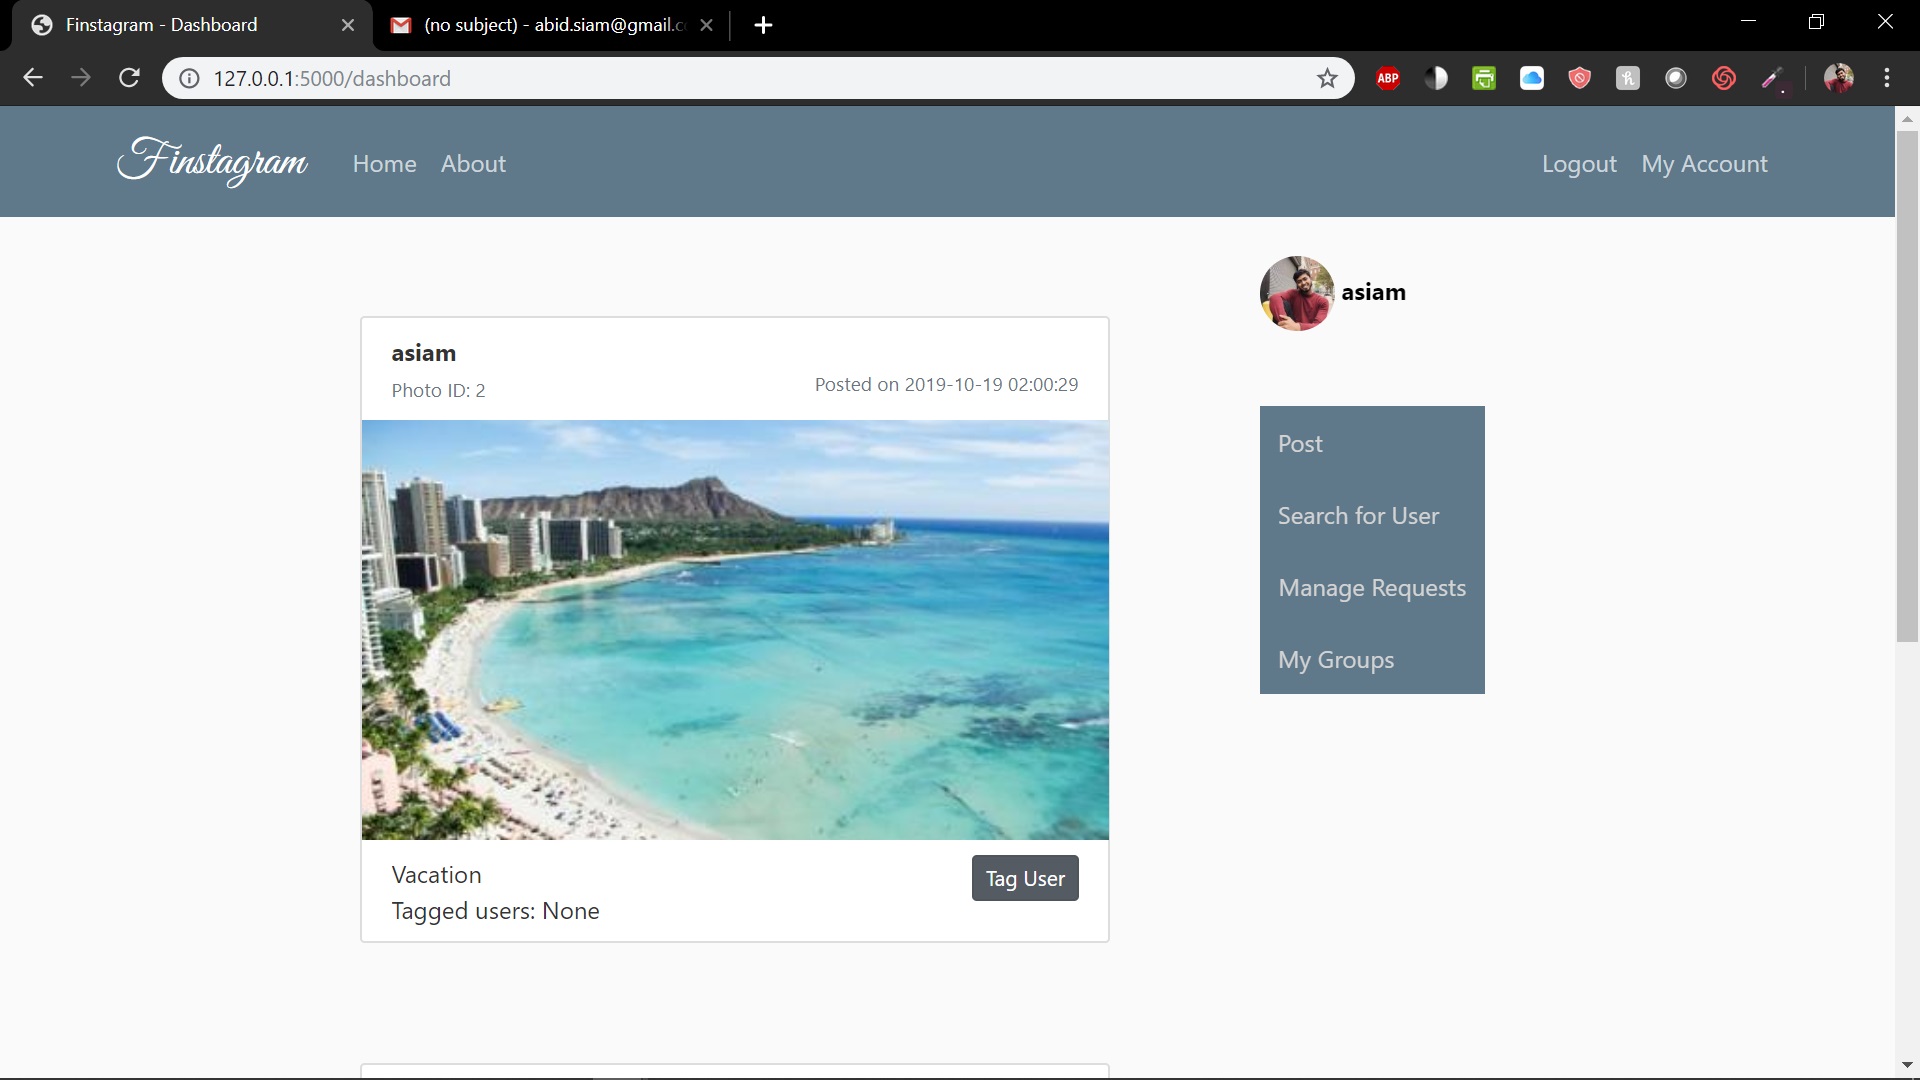 Finstagram - Dashboard
(no subject) - abid.siam@gmail.c
127.0.0.1:5000/dashboard
ABP
Finstagram Home About Logout My Account
asiam
asiam
Photo ID: 2 Posted on 2019-10-19 02:00:29
Post
Search for User
Manage Requests
My Groups
Vacation
Tag User
Tagged users: None